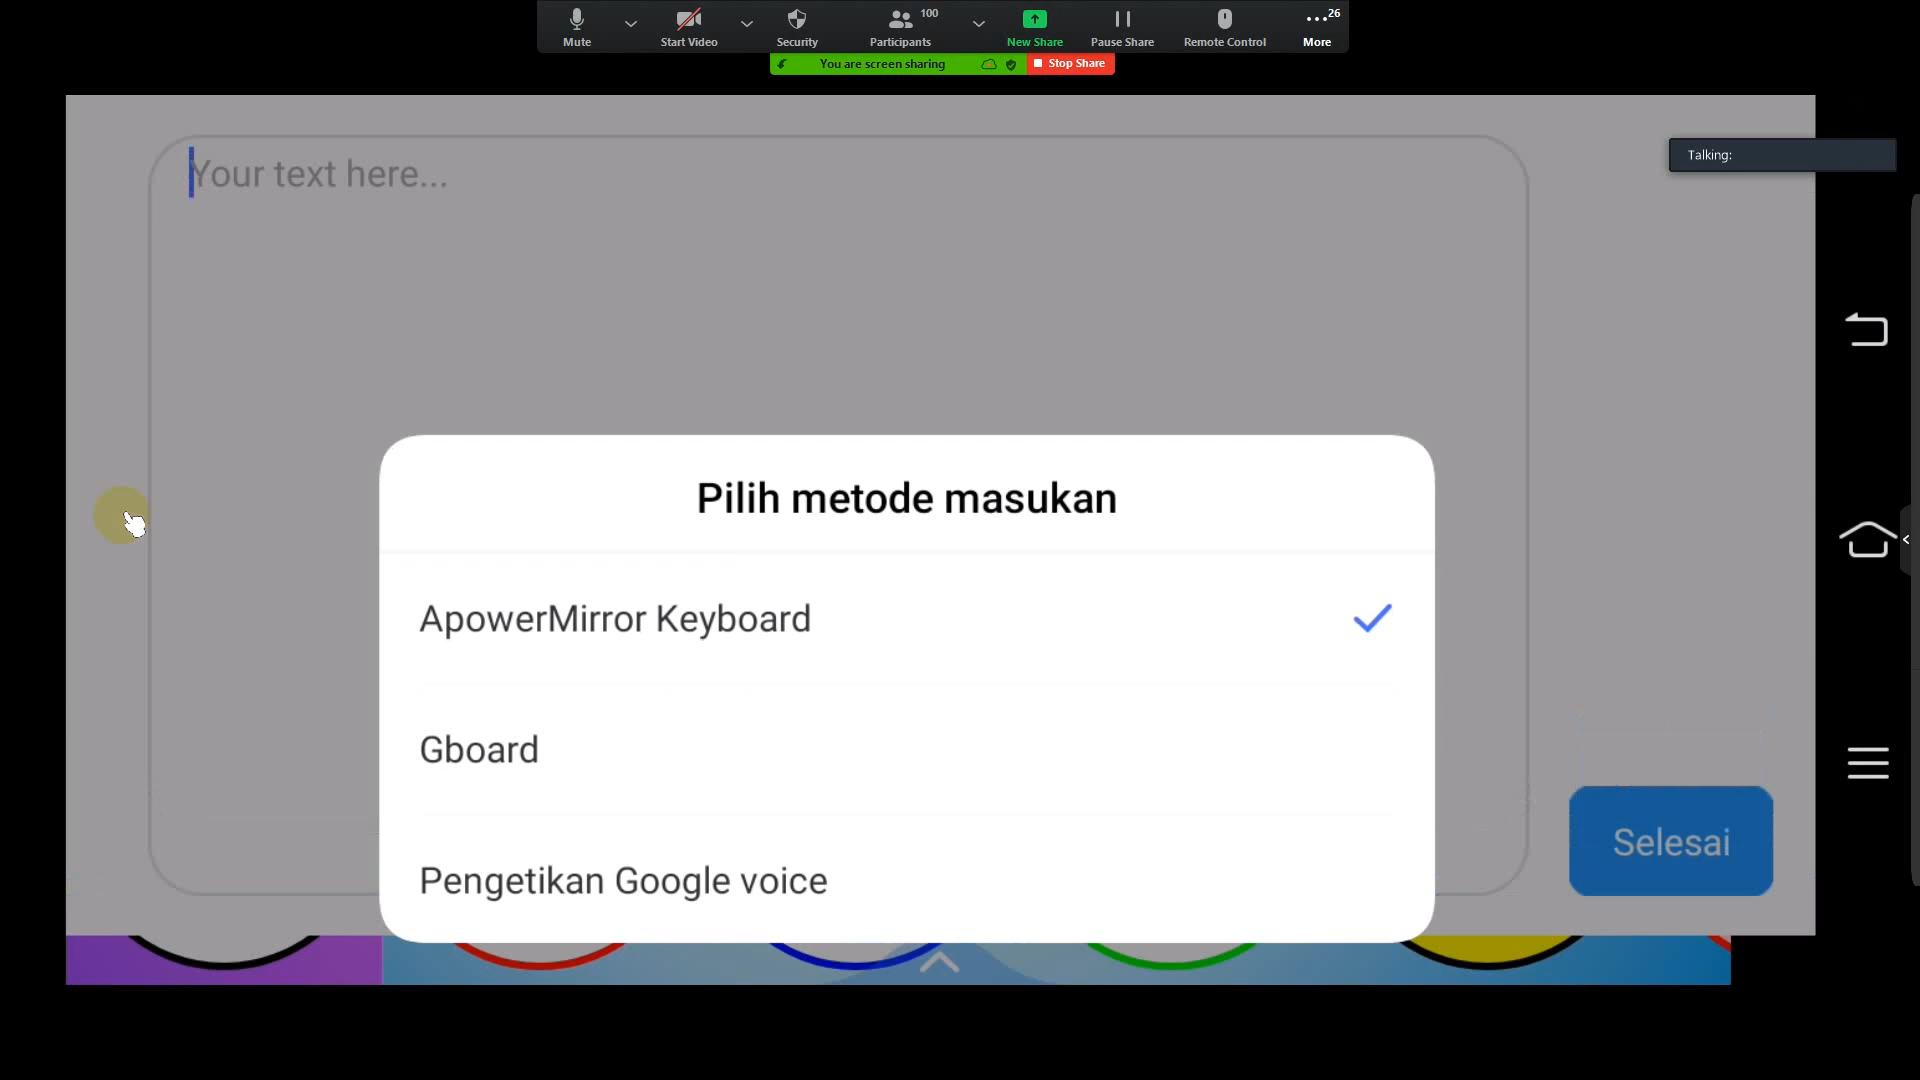 100
26
Mute
Start Video
Security
Participants
New Share
Pause Share
Remote Control
More
You are screen sharing
Stop Share
Talking:
Your text here...
Pilih metode masukan
ApowerMirror Keyboard
Gboard
Pengetikan Google voice
Selesai